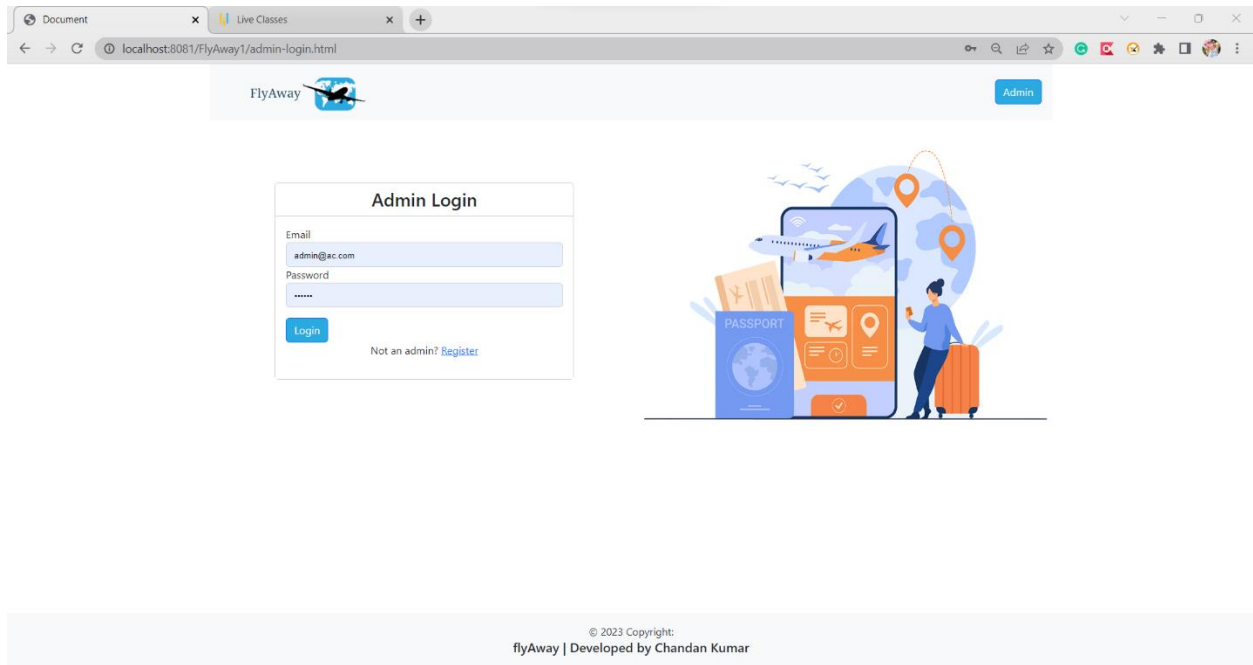 Document
Live Classes
localhost:8081/FlyAway1/admin-login.html
FlyAway
Admin
Admin Login
Email
admin@ac.com
Password
••••••
Login
Not an admin? Register
PASSPORT
© 2023 Copyright:
flyAway | Developed by Chandan Kumar